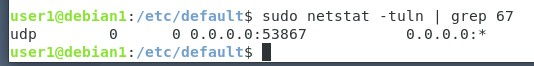 user1@debian1:/etc/default$ sudo netstat -tuln | grep 67
udp        0      0 0.0.0.0:53867           0.0.0.0:*
user1@debian1:/etc/default$